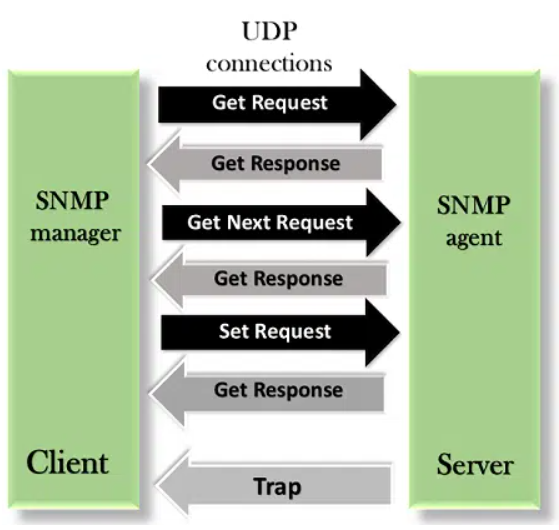 UDP
connections
Get Request
Get Response
SNMP
manager
Get Next Request
SNMP
agent
Get Response
Set Request
Get Response
Client
Server
Trap